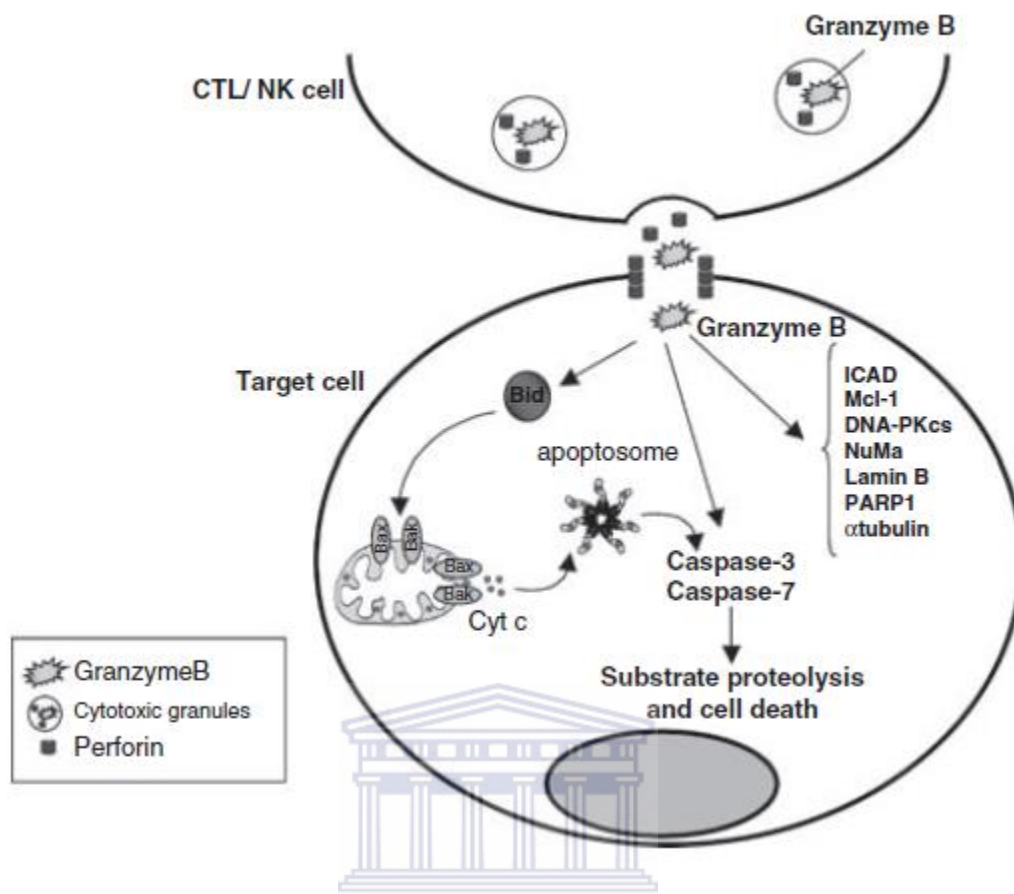 Granzyme B
CTL/ NK cell
Granzyme B
Target cell
Bid
ICAD
Mcl-1
DNA-PKcs
NuMa
Lamin B
PARP1
αtubulin
apoptosome
Bax
Bak
Bax
Bak
Cyt c
Caspase-3
Caspase-7
Substrate proteolysis
and cell death
GranzymeB
Cytotoxic granules
Perforin